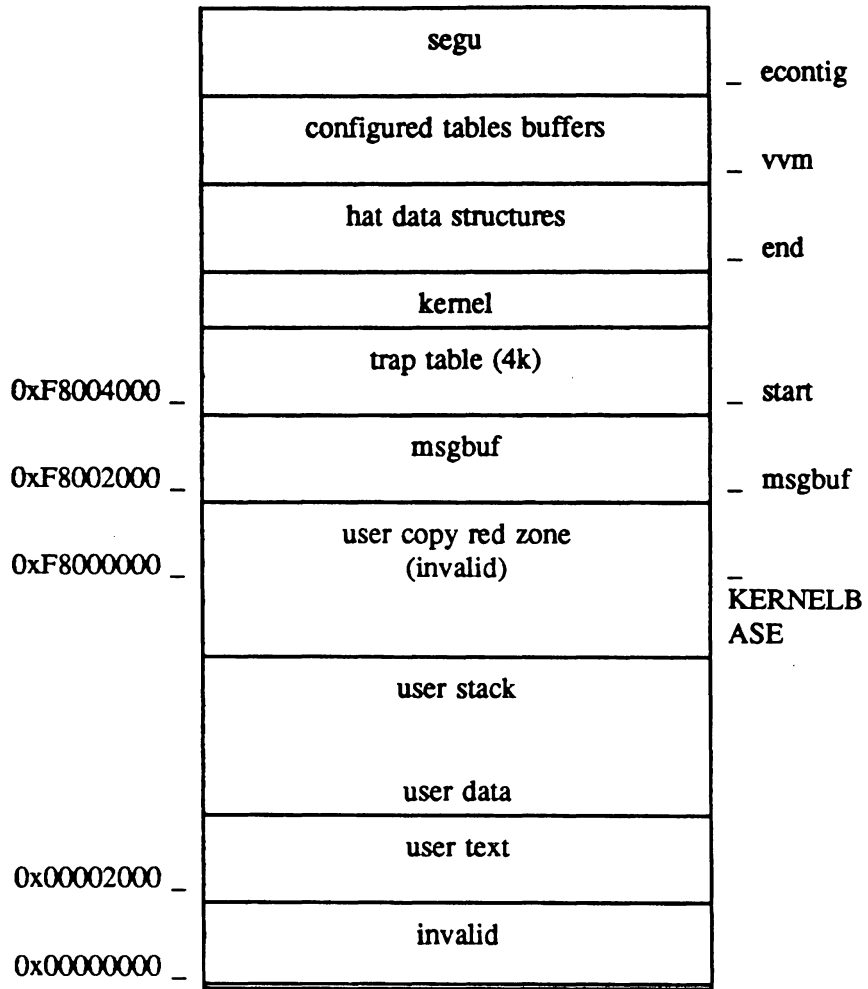 segu
_ econtig
configured tables buffers
_ vvm
hat data structures
_ end
kernel
trap table (4k)
0xF8004000 _
_ start
msgbuf
0xF8002000 _
_ msgbuf
user copy red zone
0xF8000000 _
(invalid)
_
KERNELB
ASE
user stack
user data
user text
0x00002000 _
invalid
0x00000000 _